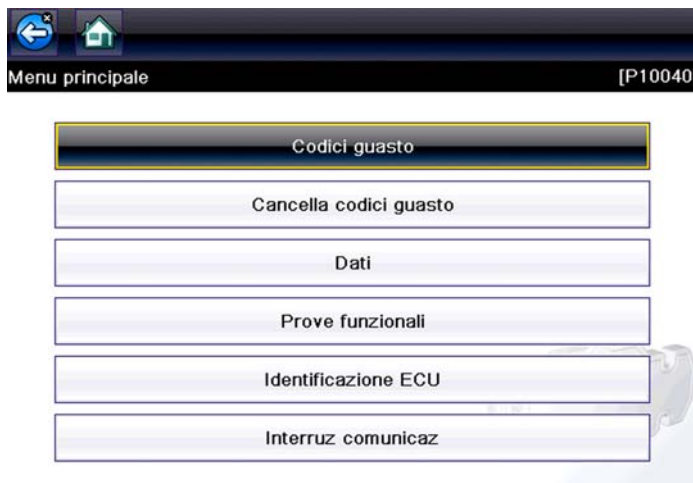 Menu principale [P10040
Codici guasto
Cancella codici guasto
Dati
Prove funzionali
Identificazione ECU
Interruz comunicaz